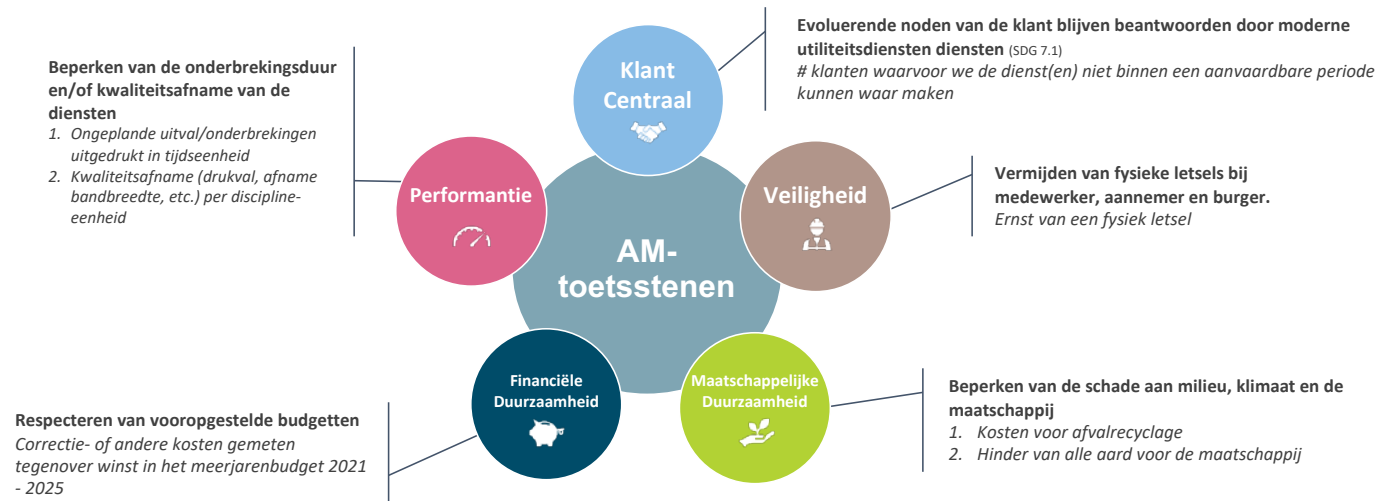 Evoluerende noden van de klant blijven beantwoorden door moderne
utiliteitsdiensten diensten (SDG 7.1)
# klanten waarvoor we de dienst(en) niet binnen een aanvaardbare periode
kunnen waar maken
Klant
Centraal
Beperken van de onderbrekingsduur
en/of kwaliteitsafname van de
diensten
1. Ongeplande uitval/onderbrekingen
uitgedrukt in tijdseenheid
2. Kwaliteitsafname (drukval, afname
bandbreedte, etc.) per discipline-
eenheid
Performantie
Veiligheid
Vermijden van fysieke letsels bij
medewerker, aannemer en burger.
Ernst van een fysiek letsel
AM-
toetsstenen
Financiële
Duurzaamheid
Maatschappelijke
Duurzaamheid
Respecteren van vooropgestelde budgetten
Correctie- of andere kosten gemeten
tegenover winst in het meerjarenbudget 2021
- 2025
Beperken van de schade aan milieu, klimaat en de
maatschappij
1. Kosten voor afvalrecyclage
2. Hinder van alle aard voor de maatschappij